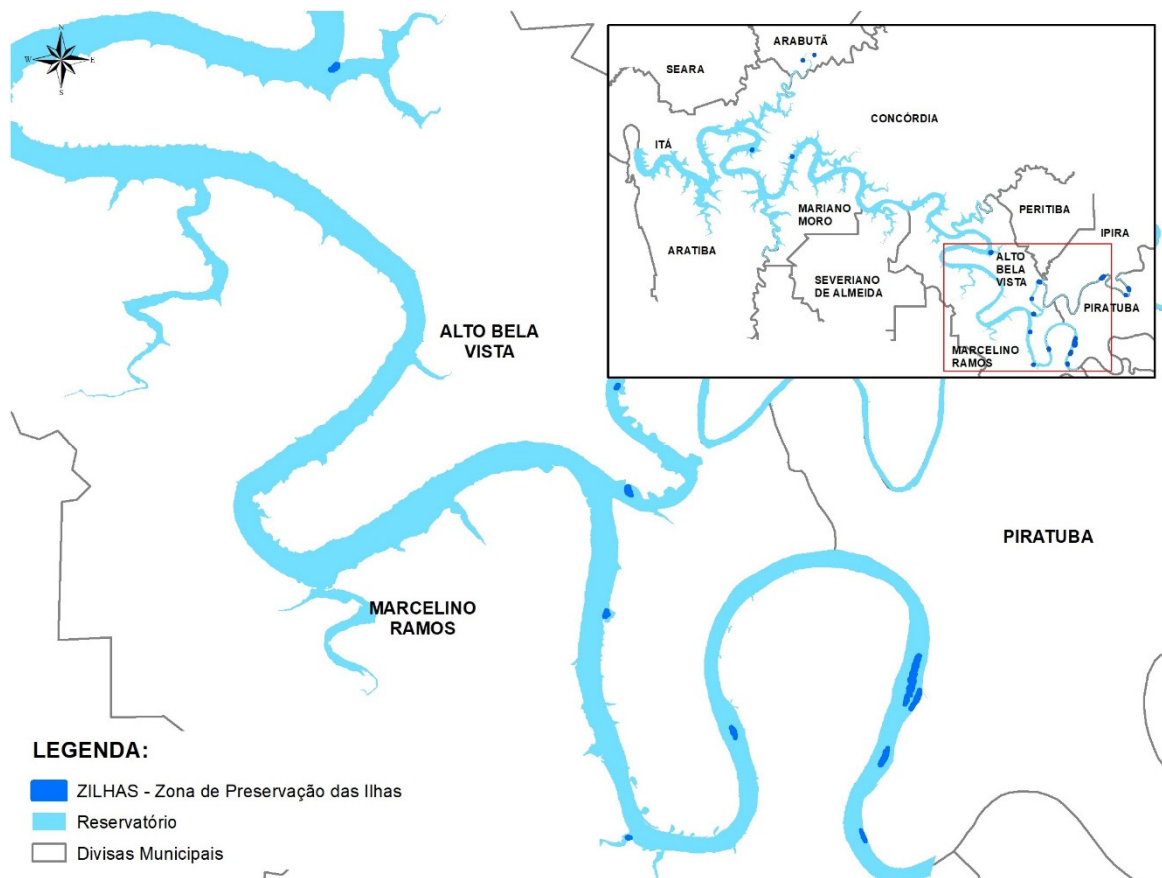 N
W E
S
ARABUTÃ
SEARA
CONCÓRDIA
ITÁ
PERITIBA
MARIANO
MORO
IPIRA
ARATIBA
ALTO
BELA
VISTA
SEVERIANO
DE ALMEIDA
PIRATUBA
MARCELINO
RAMOS
ALTO BELA
VISTA
PIRATUBA
MARCELINO
RAMOS
LEGENDA:
ZILHAS - Zona de Preservação das Ilhas
Reservatório
Divisas Municipais